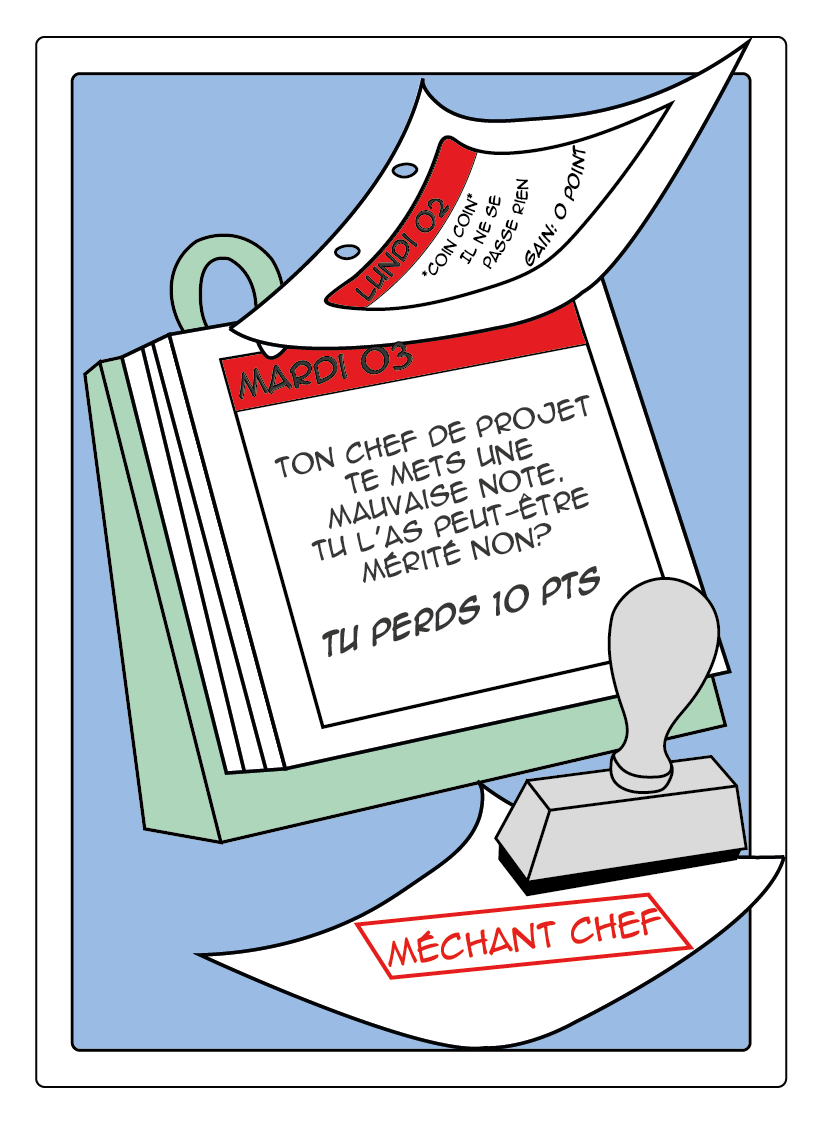 LUNDI 02
*COIN COIN*
IL NE SE
PASSE RIEN
GAIN: 0 POINT
MARDI 03
TON CHEF DE PROJET
TE METS UNE
MAUVAISE NOTE.
TU L'AS PEUT-ÊTRE
MÉRITÉ NON?
TU PERDS 10 PTS
MÉCHANT CHEF